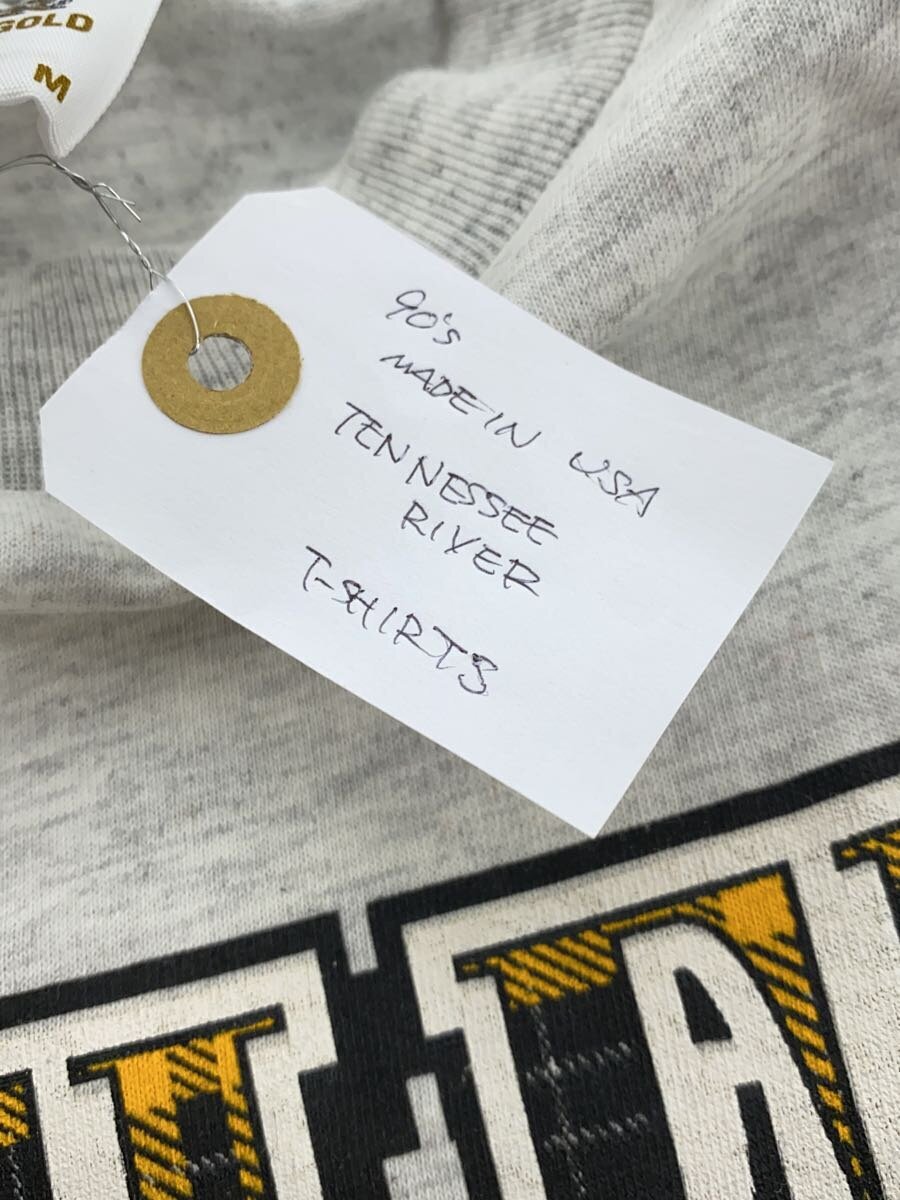 GOLD
M
90's
MADE IN USA
TENNESSEE
RIVER
T-SHIRTS